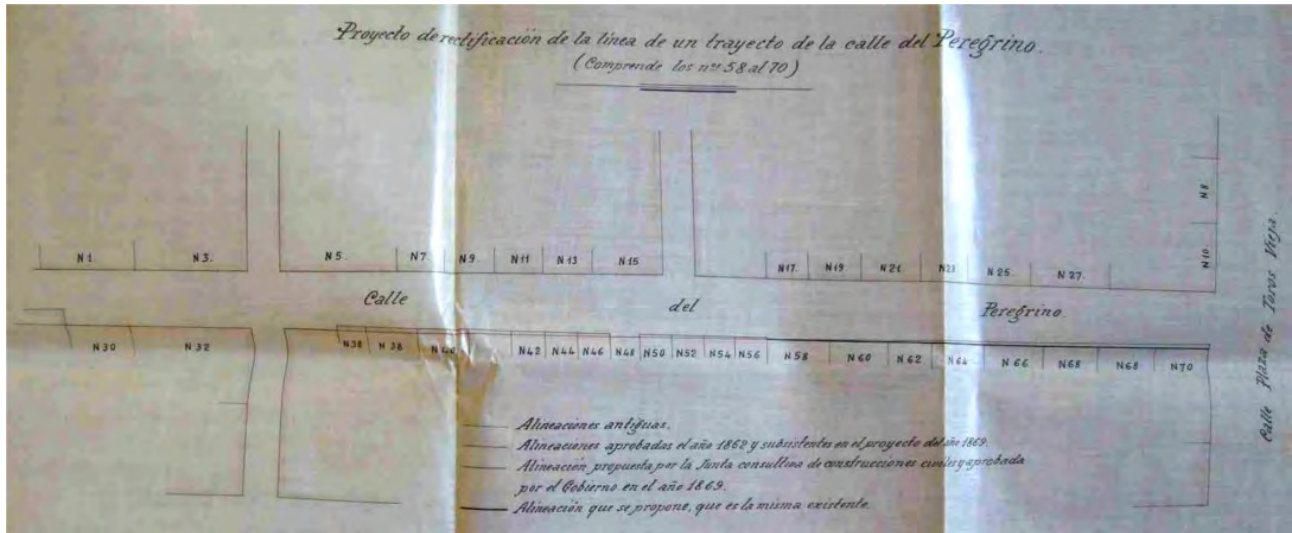 Proyecto de rectificación de la línea de un trayecto de la calle del Peregrino.
(Comprende los nos 58 al 70)
N 8.
N 10.
N 1. N 3. N 5. N 7. N 9. N 11 N 13 N 15 N 17. N 19 N 21. N 23 N 25. N 27.
Calle del Peregrino.
Calle Plaza de Toros Vieja.
N 30 N 32 N 38 N 38 N 40 N 42 N 44 N 46 N 48 N 50 N 52 N 54 N 56 N 58 N 60 N 62 N 64 N 66 N 68 N 68 N 70
Alineaciones antiguas.
Alineaciones aprobadas el año 1862 y subsistentes en el proyecto del año 1869.
Alineación propuesta por la Junta consultiva de construcciones civiles y aprobada
por el Gobierno en el año 1869.
Alineación que se propone, que es la misma existente.